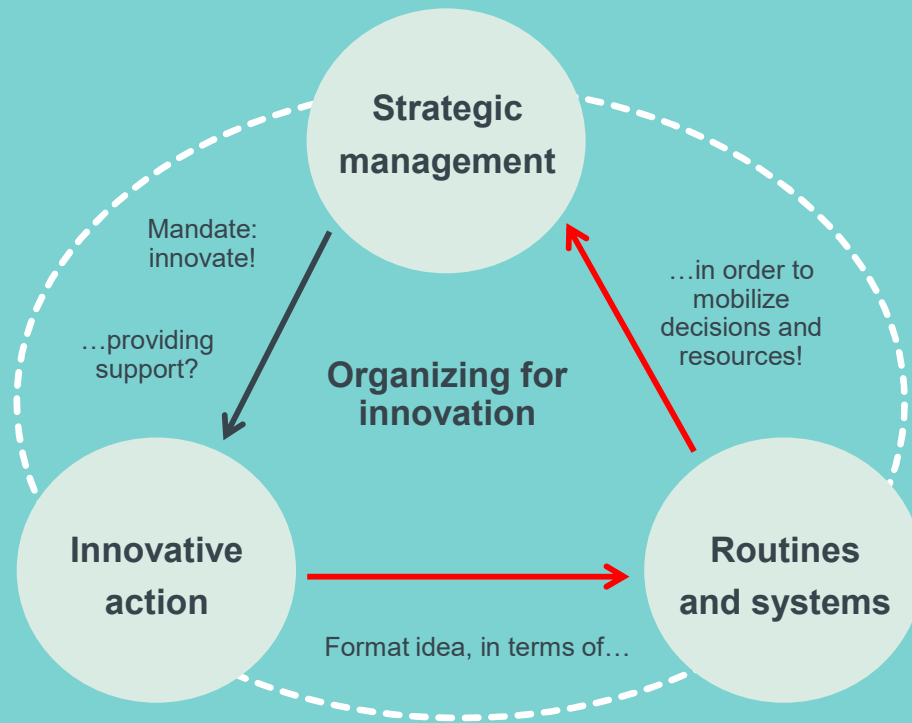 Strategic
management
Mandate:
innovate!
…providing
support?
…in order to
mobilize
decisions and
resources!
Organizing for
innovation
Innovative
action
Routines
and systems
Format idea, in terms of…